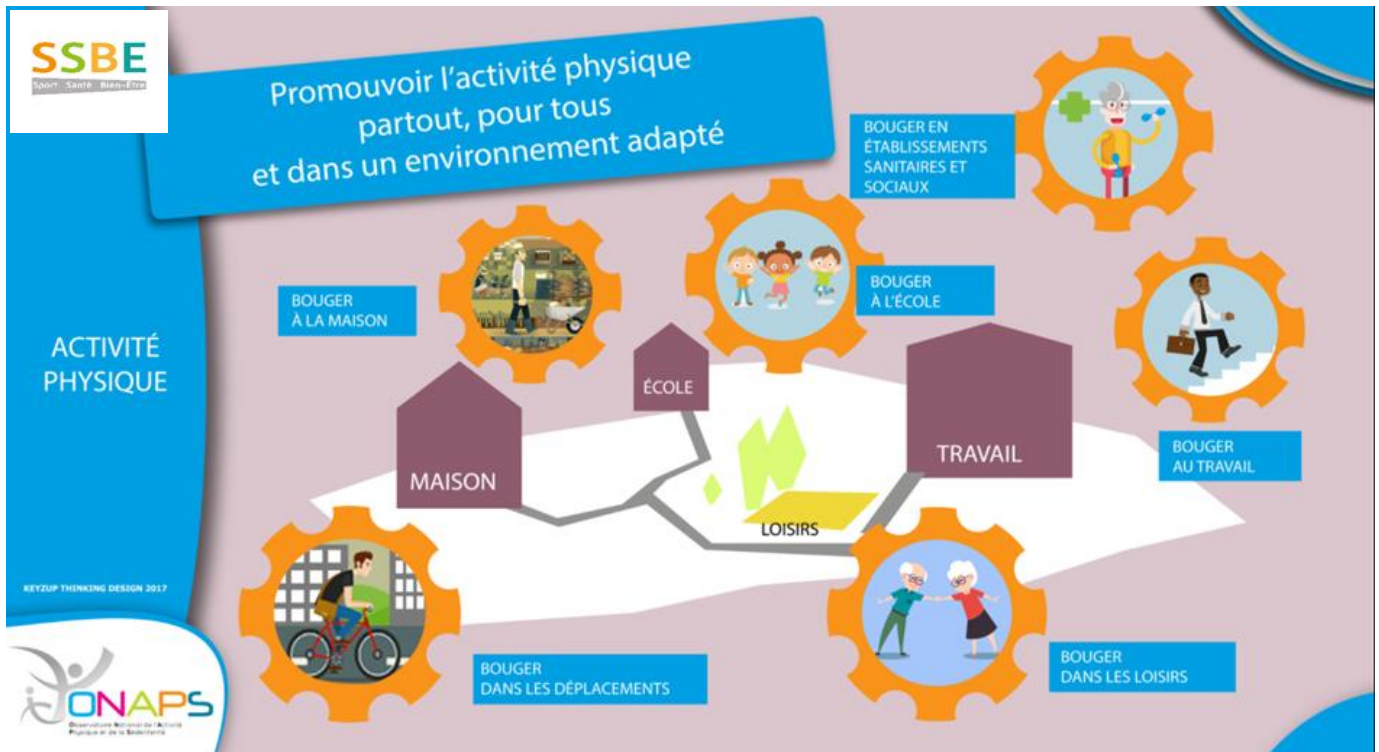 SSBE
Sport Santé Bien-Etre
Promouvoir l'activité physique
partout, pour tous
et dans un environnement adapté
BOUGER EN
ÉTABLISSEMENTS
SANITAIRES ET
SOCIAUX
BOUGER
À LA MAISON
BOUGER
À L'ÉCOLE
ACTIVITÉ
PHYSIQUE
ÉCOLE
MAISON
TRAVAIL
BOUGER
AU TRAVAIL
LOISIRS
KEYZUP THINKING DESIGN 2017
BOUGER
DANS LES DÉPLACEMENTS
BOUGER
DANS LES LOISIRS
ONAPS
Observatoire National de l'Activité
Physique et de la Sédentarité